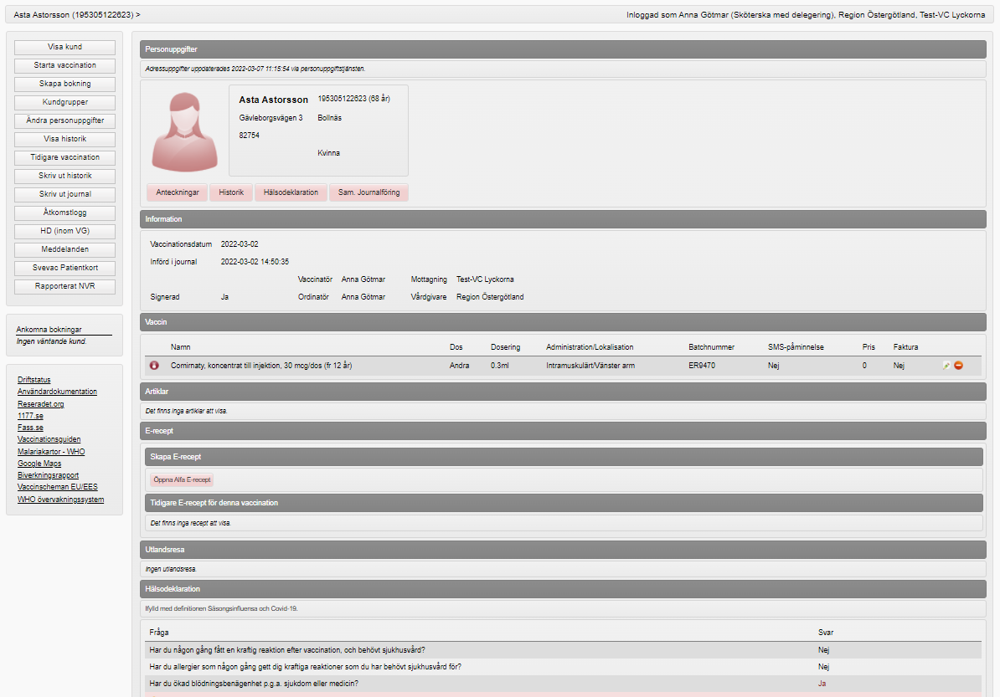 Asta Astorsson (195305122623) >
Inloggad som Anna Götmar (Sköterska med delegering), Region Östergötland, Test-VC Lyckorna
Visa kund
Starta vaccination
Skapa bokning
Kundgrupper
Ändra personuppgifter
Visa historik
Tidigare vaccination
Skriv ut historik
Skriv ut journal
Åtkomstlogg
HD (inom VG)
Meddelanden
Svevac Patientkort
Rapporterat NVR
Ankomna bokningar
Ingen väntande kund.
Driftstatus
Användardokumentation
Reseradet.org
1177.se
Fass.se
Vaccinationsguiden
Malariakartor - WHO
Google Maps
Biverkningsrapport
Vaccinscheman EU/EES
WHO övervakningssystem
Personuppgifter
Adressuppgifter uppdaterades 2022-03-07 11:15:54 via personuppgiftstjänsten.
Asta Astorsson 195305122623 (68 år)
Gävleborgsvägen 3 Bollnäs
82754
Kvinna
Anteckningar Historik Hälsodeklaration Sam. Journalföring
Information
Vaccinationsdatum 2022-03-02
Införd i journal 2022-03-02 14:50:35
Vaccinatör Anna Götmar Mottagning Test-VC Lyckorna
Signerad Ja Ordinatör Anna Götmar Vårdgivare Region Östergötland
Vaccin
Namn Dos Dosering Administration/Lokalisation Batchnummer SMS-påminnelse Pris Faktura
Comirnaty, koncentrat till injektion, 30 mcg/dos (fr 12 år) Andra 0.3ml Intramuskulärt/Vänster arm ER9470 Nej 0 Nej
Artiklar
Det finns inga artiklar att visa.
E-recept
Skapa E-recept
Öppna Alfa E-recept
Tidigare E-recept för denna vaccination
Det finns inga recept att visa.
Utlandsresa
Ingen utlandsresa.
Hälsodeklaration
Ifylld med definitionen Säsongsinfluensa och Covid-19.
Fråga Svar
Har du någon gång fått en kraftig reaktion efter vaccination, och behövt sjukhusvård? Nej
Har du allergier som någon gång gett dig kraftiga reaktioner som du har behövt sjukhusvård för? Nej
Har du ökad blödningsbenägenhet p.g.a. sjukdom eller medicin? Ja